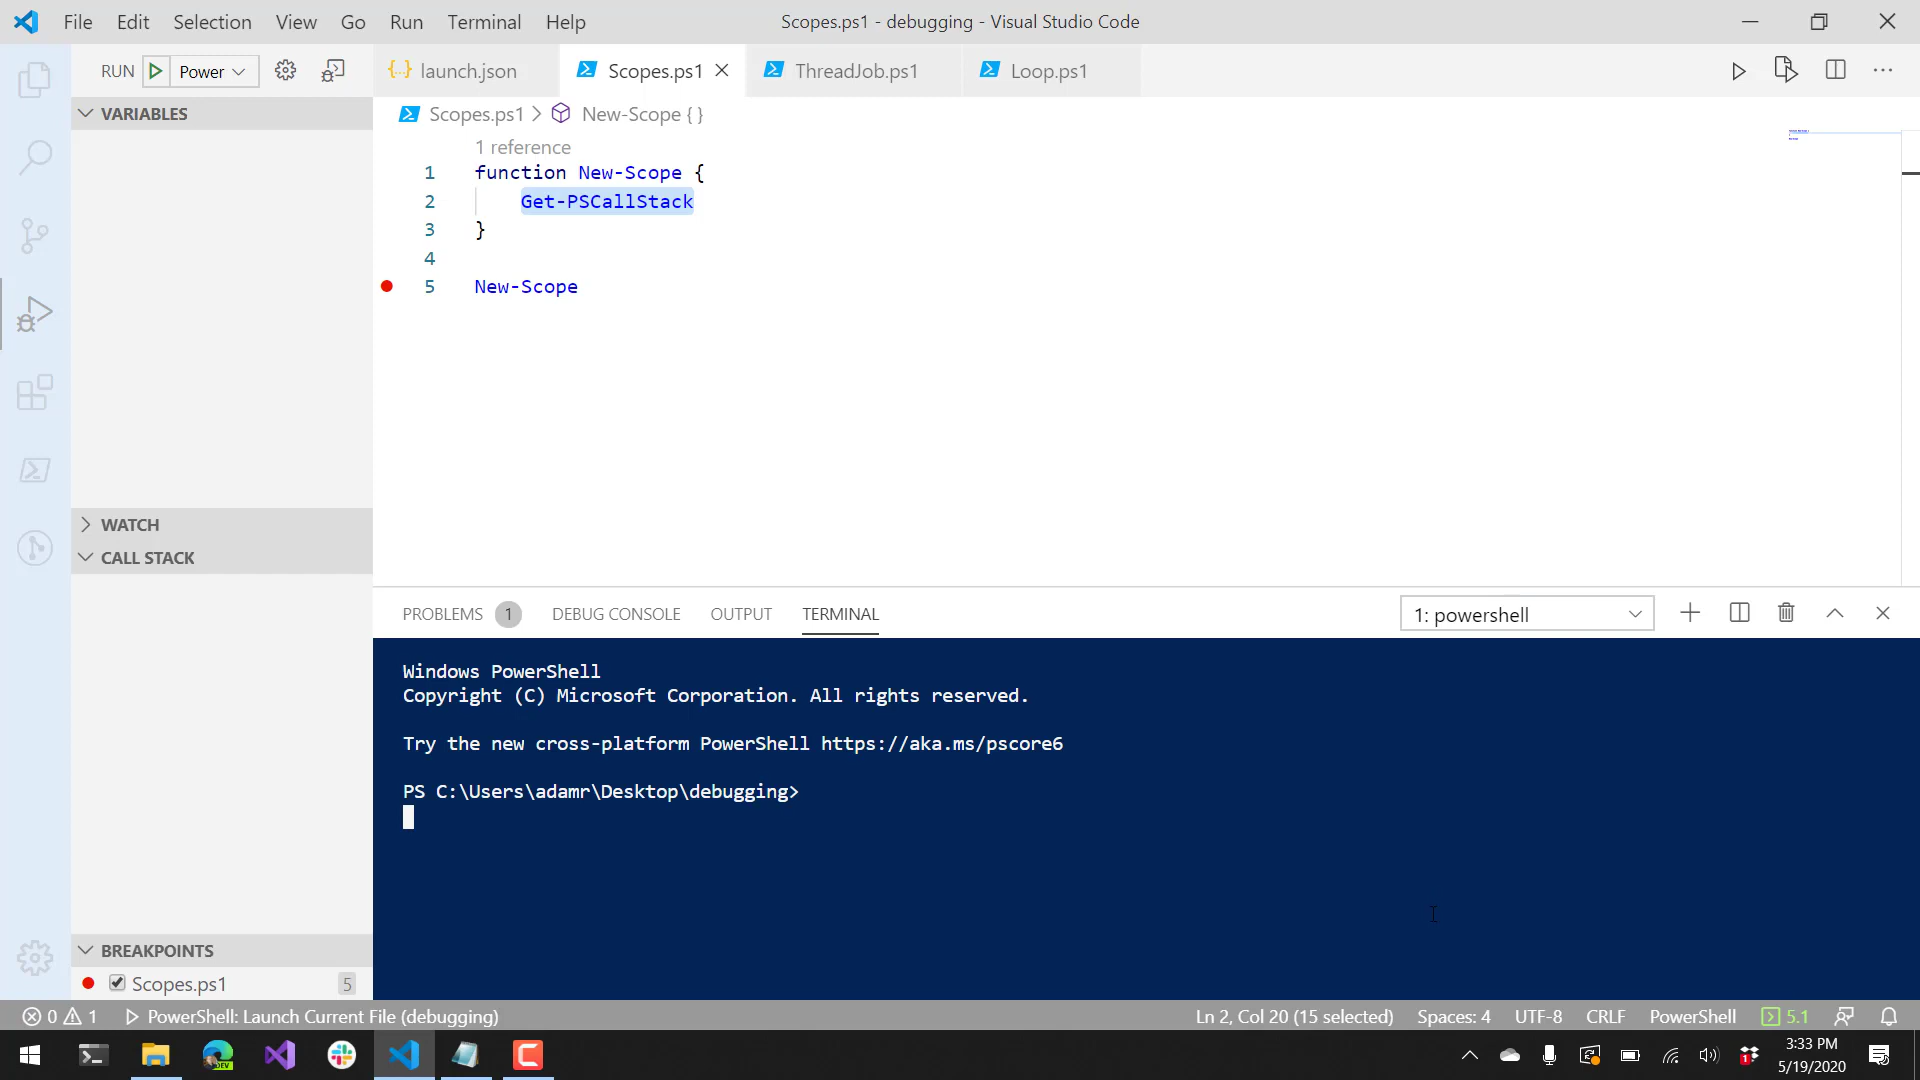 File Edit Selection View Go Run Terminal Help
Scopes.ps1 - debugging - Visual Studio Code
RUN Power
launch.json
Scopes.ps1
ThreadJob.ps1
Loop.ps1
VARIABLES
Scopes.ps1 > New-Scope { }
1 reference
1 function New-Scope {
2 Get-PSCallStack
3 }
4
5 New-Scope
WATCH
CALL STACK
BREAKPOINTS
Scopes.ps1 5
PROBLEMS 1 DEBUG CONSOLE OUTPUT TERMINAL
1: powershell
Windows PowerShell
Copyright (C) Microsoft Corporation. All rights reserved.
Try the new cross-platform PowerShell https://aka.ms/pscore6
PS C:\Users\adamr\Desktop\debugging>
0 1 PowerShell: Launch Current File (debugging)
Ln 2, Col 20 (15 selected) Spaces: 4 UTF-8 CRLF PowerShell 5.1
DEV
1
3:33 PM
5/19/2020